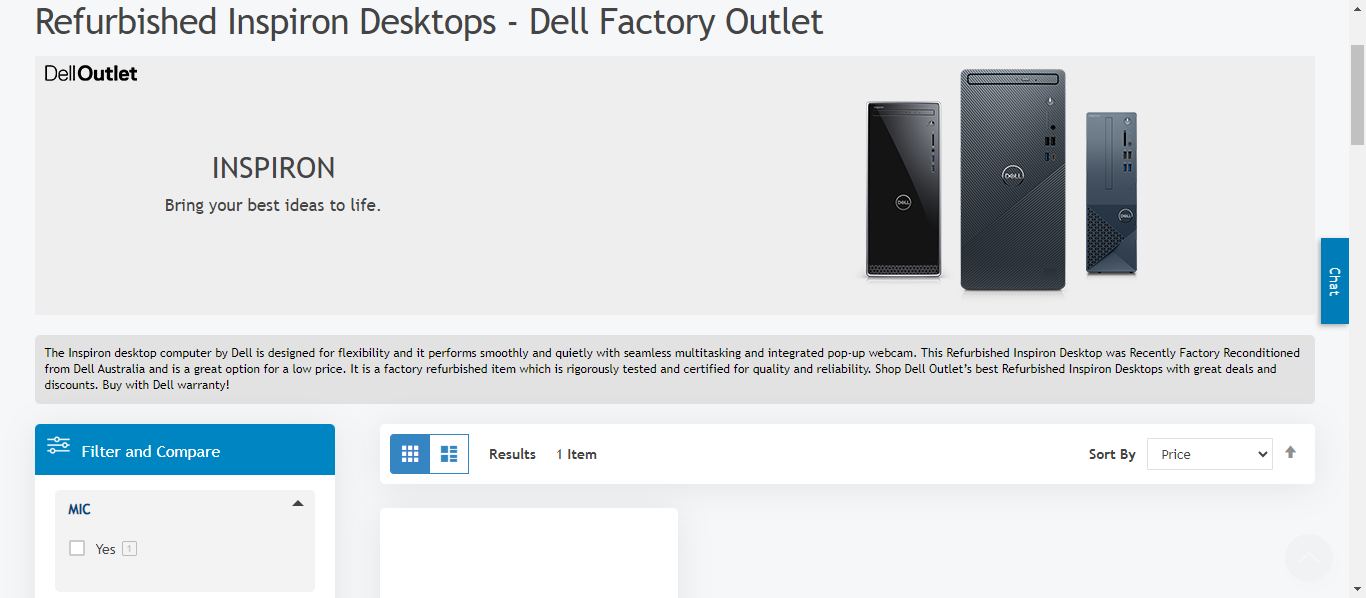 Refurbished Inspiron Desktops - Dell Factory Outlet
DellOutlet
INSPIRON
Bring your best ideas to life.
DELL
DELL
DELL
Chat
The Inspiron desktop computer by Dell is designed for flexibility and it performs smoothly and quietly with seamless multitasking and integrated pop-up webcam. This Refurbished Inspiron Desktop was Recently Factory Reconditioned
from Dell Australia and is a great option for a low price. It is a factory refurbished item which is rigorously tested and certified for quality and reliability. Shop Dell Outlet's best Refurbished Inspiron Desktops with great deals and
discounts. Buy with Dell warranty!
Filter and Compare
Results 1 Item
Sort By Price
MIC
Yes 1